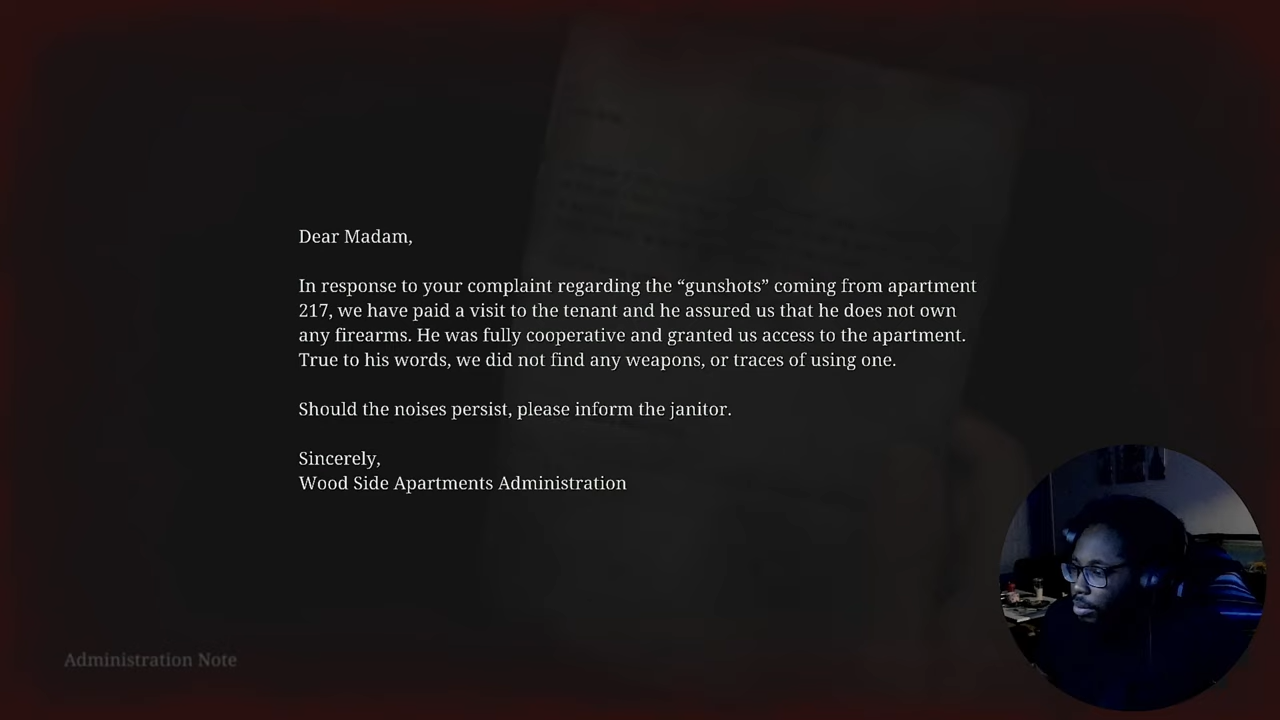 Dear Madam,
In response to your complaint regarding the “gunshots” coming from apartment
217, we have paid a visit to the tenant and he assured us that he does not own
any firearms. He was fully cooperative and granted us access to the apartment.
True to his words, we did not find any weapons, or traces of using one.
Should the noises persist, please inform the janitor.
Sincerely,
Wood Side Apartments Administration
Administration Note